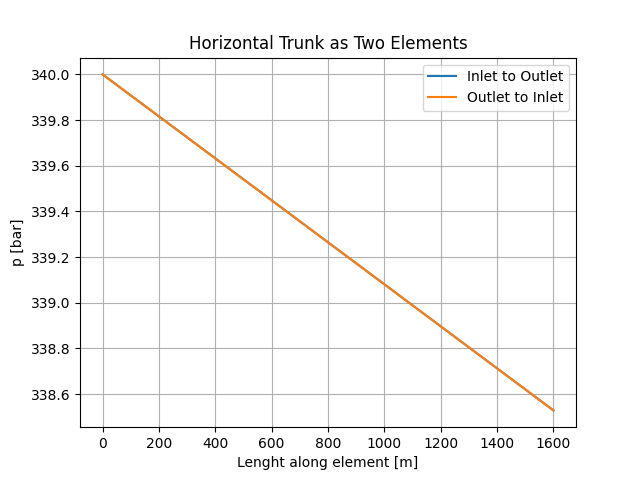 Horizontal Trunk as Two Elements
Inlet to Outlet
Outlet to Inlet
p [bar]
340.0
339.8
339.6
339.4
339.2
339.0
338.8
338.6
0 200 400 600 800 1000 1200 1400 1600
Lenght along element [m]